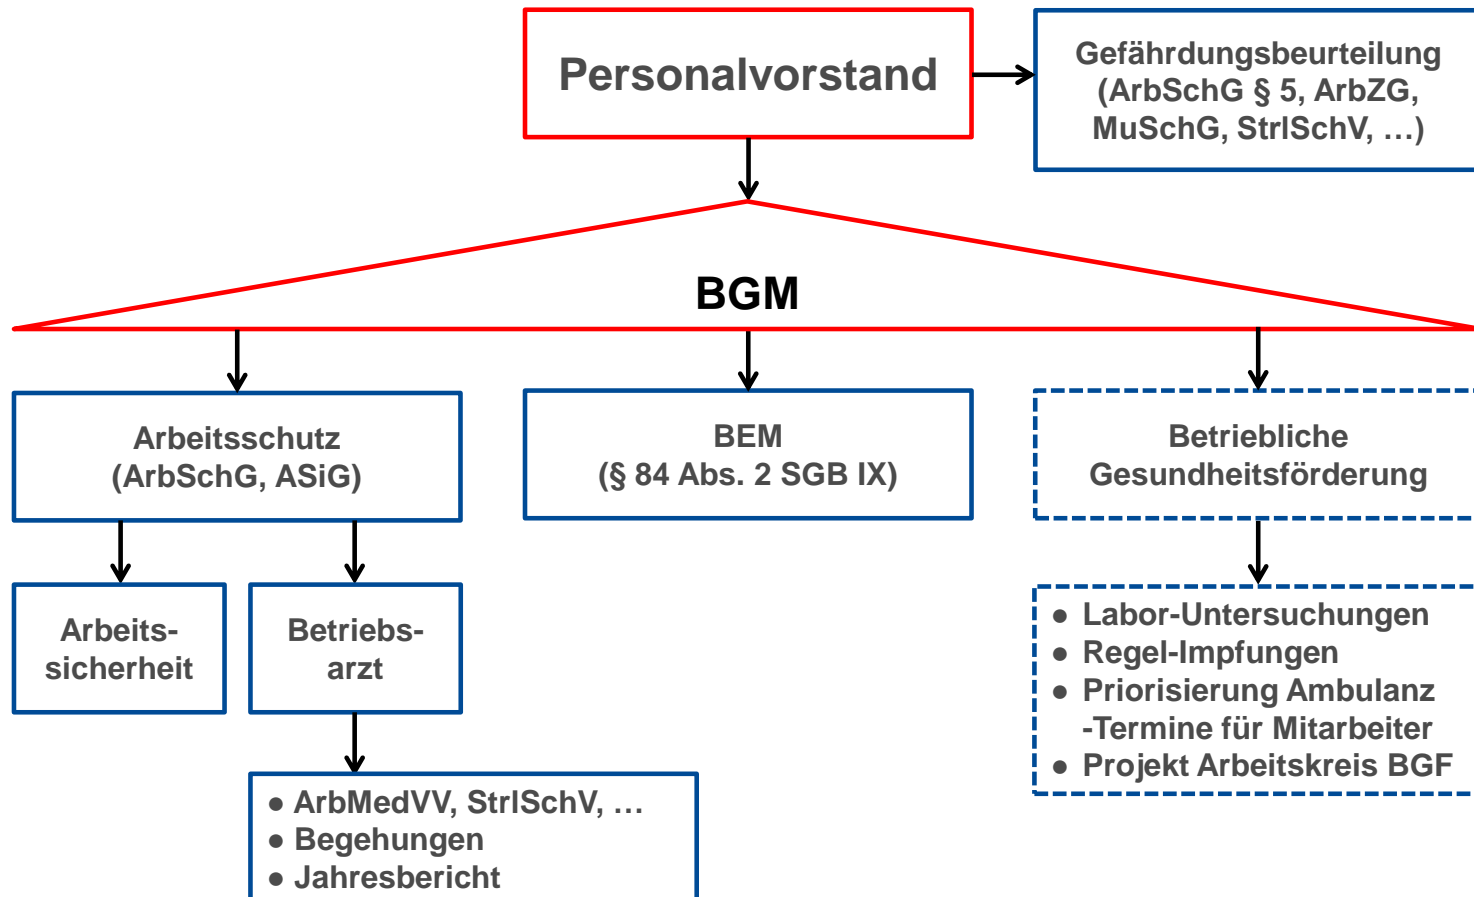 Personalvorstand
Gefährdungsbeurteilung
(ArbSchG § 5, ArbZG,
MuSchG, StrlSchV, …)
BGM
Arbeitsschutz
(ArbSchG, ASiG)
BEM
(§ 84 Abs. 2 SGB IX)
Betriebliche
Gesundheitsförderung
Arbeits-
sicherheit
Betriebs-
arzt
● Labor-Untersuchungen
● Regel-Impfungen
● Priorisierung Ambulanz
-Termine für Mitarbeiter
● Projekt Arbeitskreis BGF
● ArbMedVV, StrlSchV, …
● Begehungen
● Jahresbericht